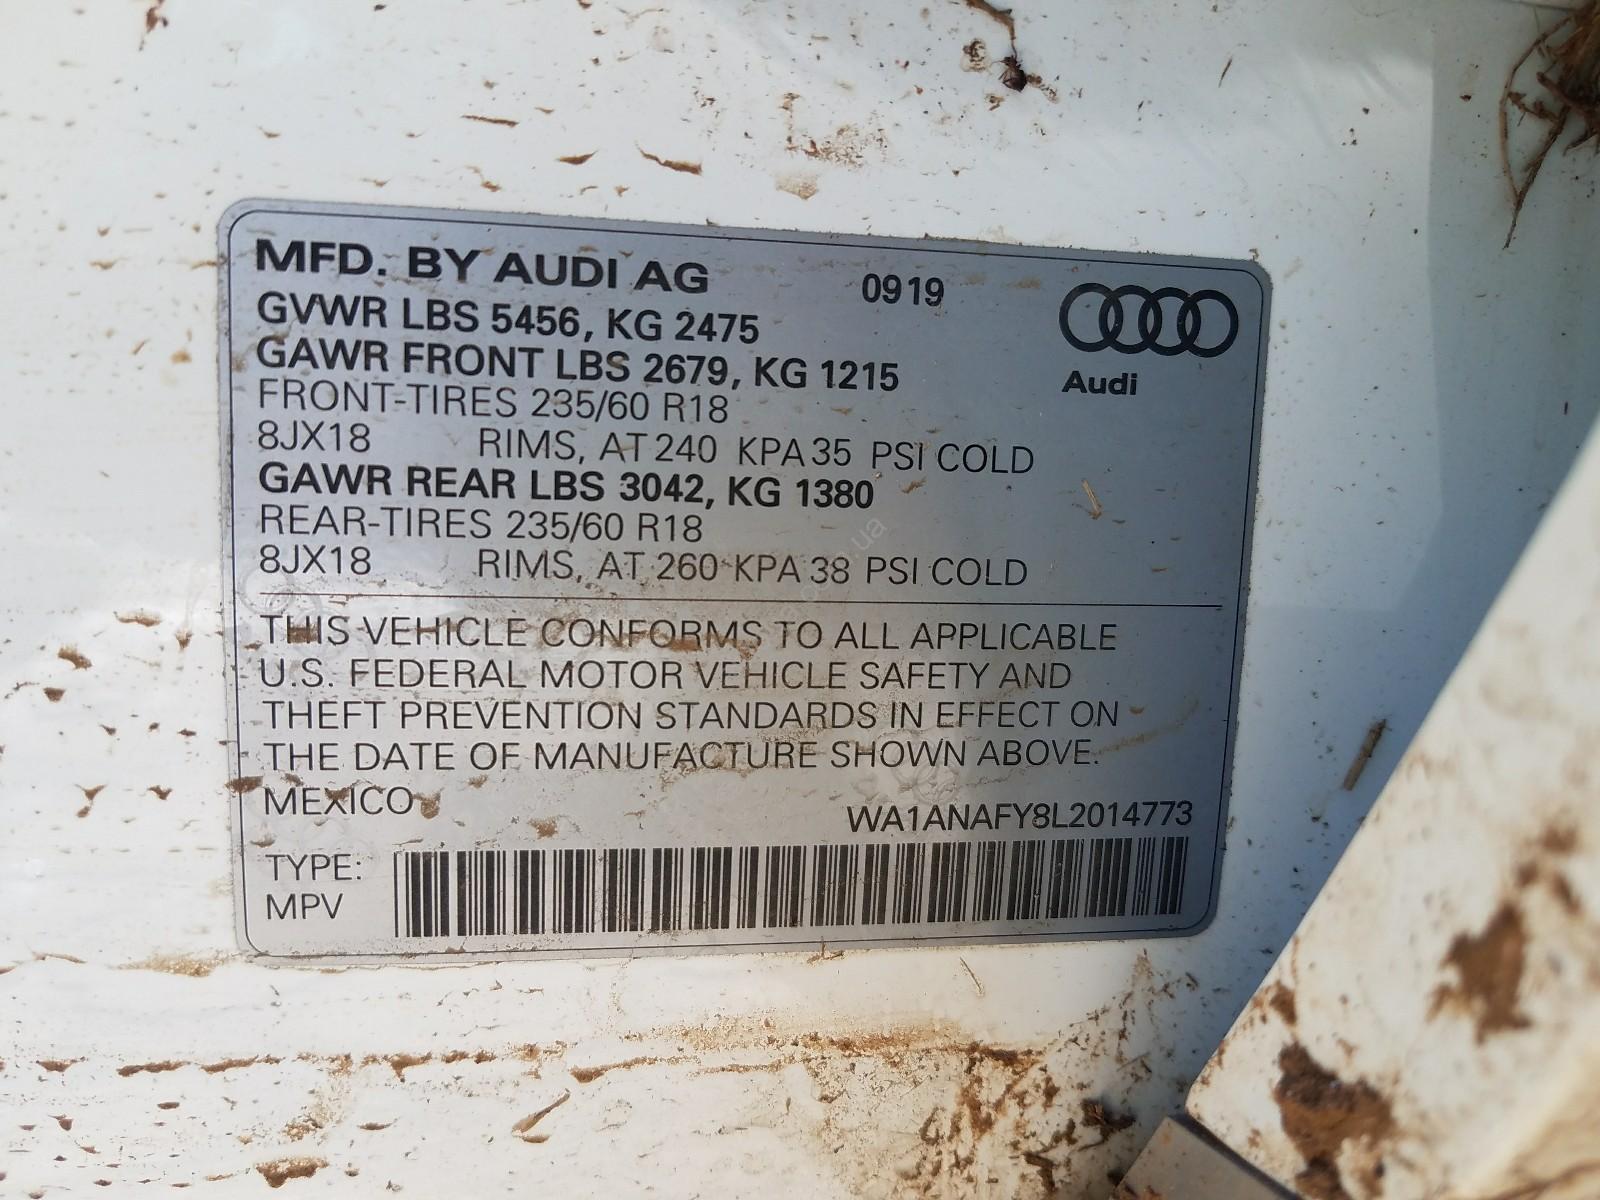 MFD. BY AUDI AG 0919
GVWR LBS 5456, KG 2475
GAWR FRONT LBS 2679, KG 1215
Audi
FRONT-TIRES 235/60 R18
8JX18 RIMS, AT 240 KPA 35 PSI COLD
GAWR REAR LBS 3042, KG 1380
REAR-TIRES 235/60 R18
8JX18 RIMS, AT 260 KPA 38 PSI COLD
THIS VEHICLE CONFORMS TO ALL APPLICABLE
U.S. FEDERAL MOTOR VEHICLE SAFETY AND
THEFT PREVENTION STANDARDS IN EFFECT ON
THE DATE OF MANUFACTURE SHOWN ABOVE.
MEXICO WA1ANAFY8L2014773
TYPE:
MPV